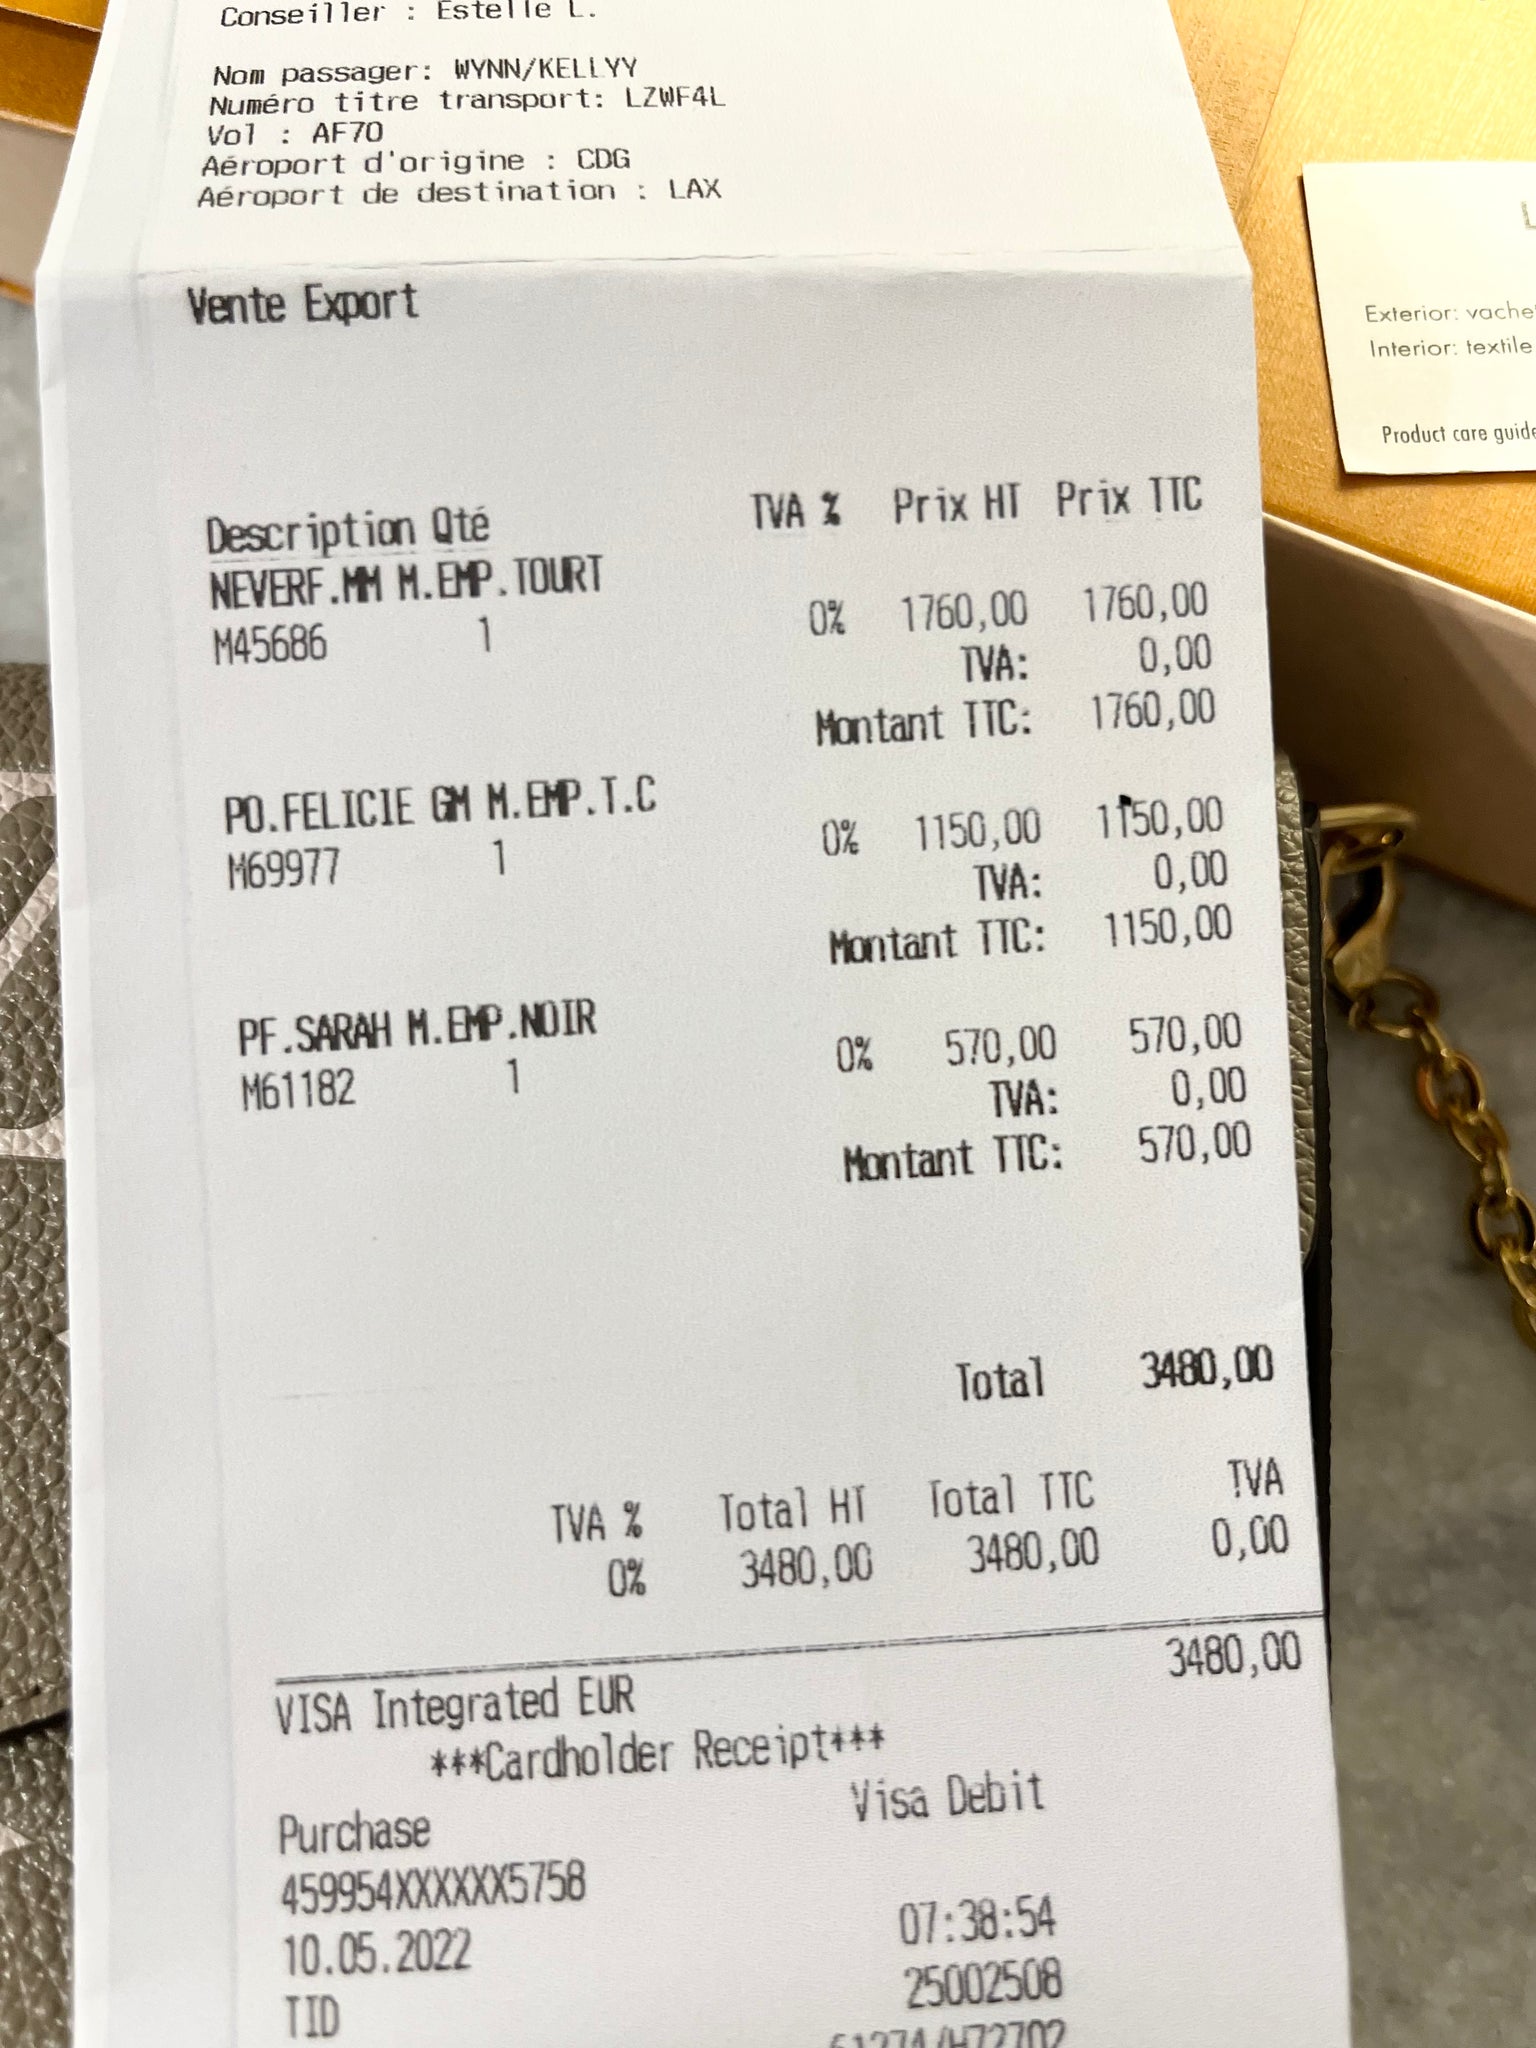 Conseiller : Estelle L.
Nom passager: WYNN/KELLYY
Numéro titre transport: LZWF4L
Vol : AF70
Aéroport d'origine : CDG
Aéroport de destination : LAX
Vente Export
Description Qté TVA % Prix HT Prix TTC
NEVERF.MM M.EMP.TOURT
M45686 1 0% 1760,00 1760,00
TVA: 0,00
Montant TTC: 1760,00
PO.FELICIE GM M.EMP.T.C
M69977 1 0% 1150,00 1150,00
TVA: 0,00
Montant TTC: 1150,00
PF.SARAH M.EMP.NOIR
M61182 1 0% 570,00 570,00
TVA: 0,00
Montant TTC: 570,00
Total 3480,00
TVA % Total HT Total TTC TVA
0% 3480,00 3480,00 0,00
VISA Integrated EUR 3480,00
***Cardholder Receipt***
Purchase Visa Debit
459954XXXXXX5758
10.05.2022 07:38:54
TID 25002508
Exterior: vache
Interior: textile
Product care guide